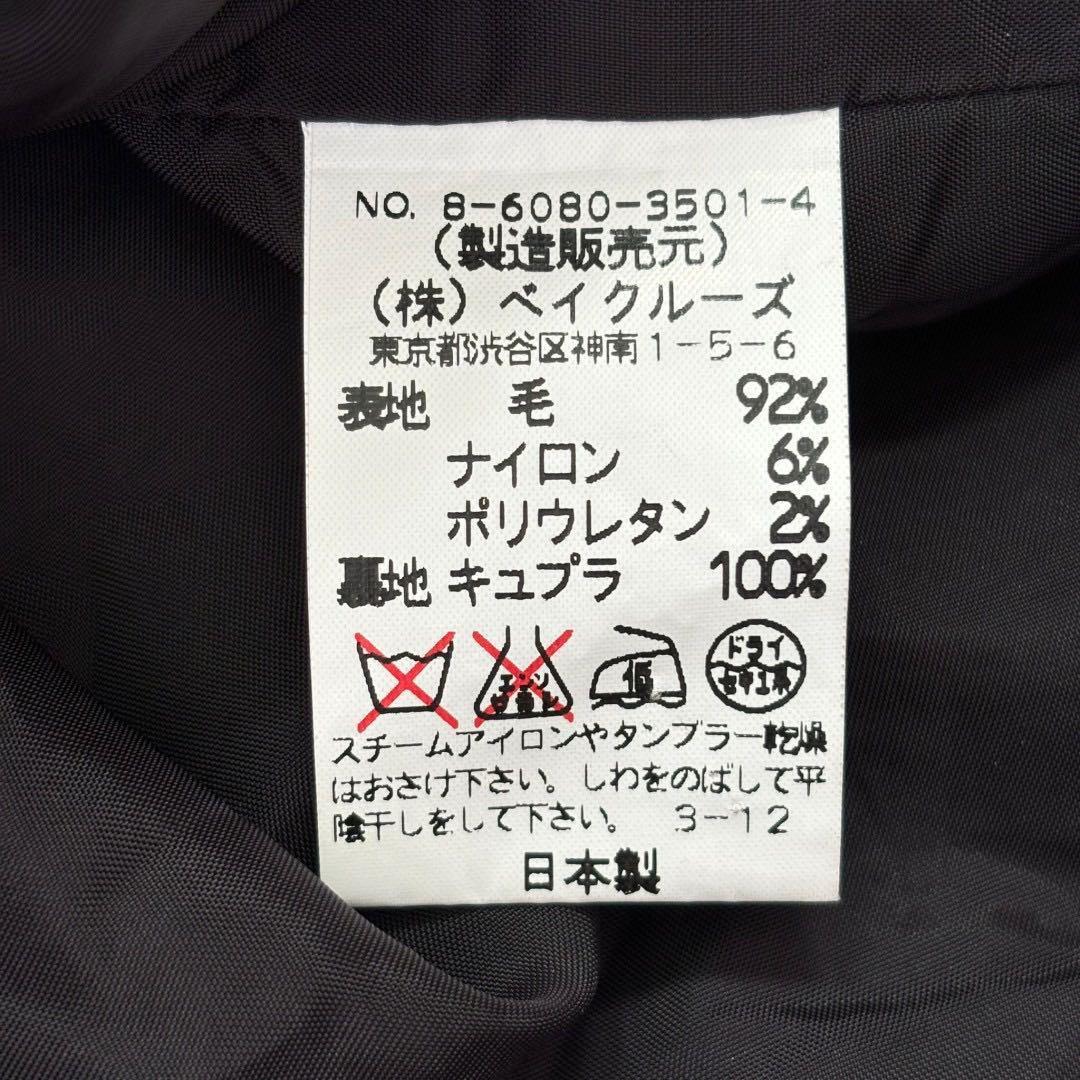 NO. 8-6080-3501-4
(製造販売元)
(株)ベイクルーズ
東京都渋谷区神南1-5-6
表地 毛 92%
ナイロン 6%
ポリウレタン 2%
裏地 キュプラ 100%
エンソ
ドライ
スチームアイロンやタンブラー乾燥
はおさけ下さい。しわをのばして平
陰干しをして下さい。 3-12
日本製